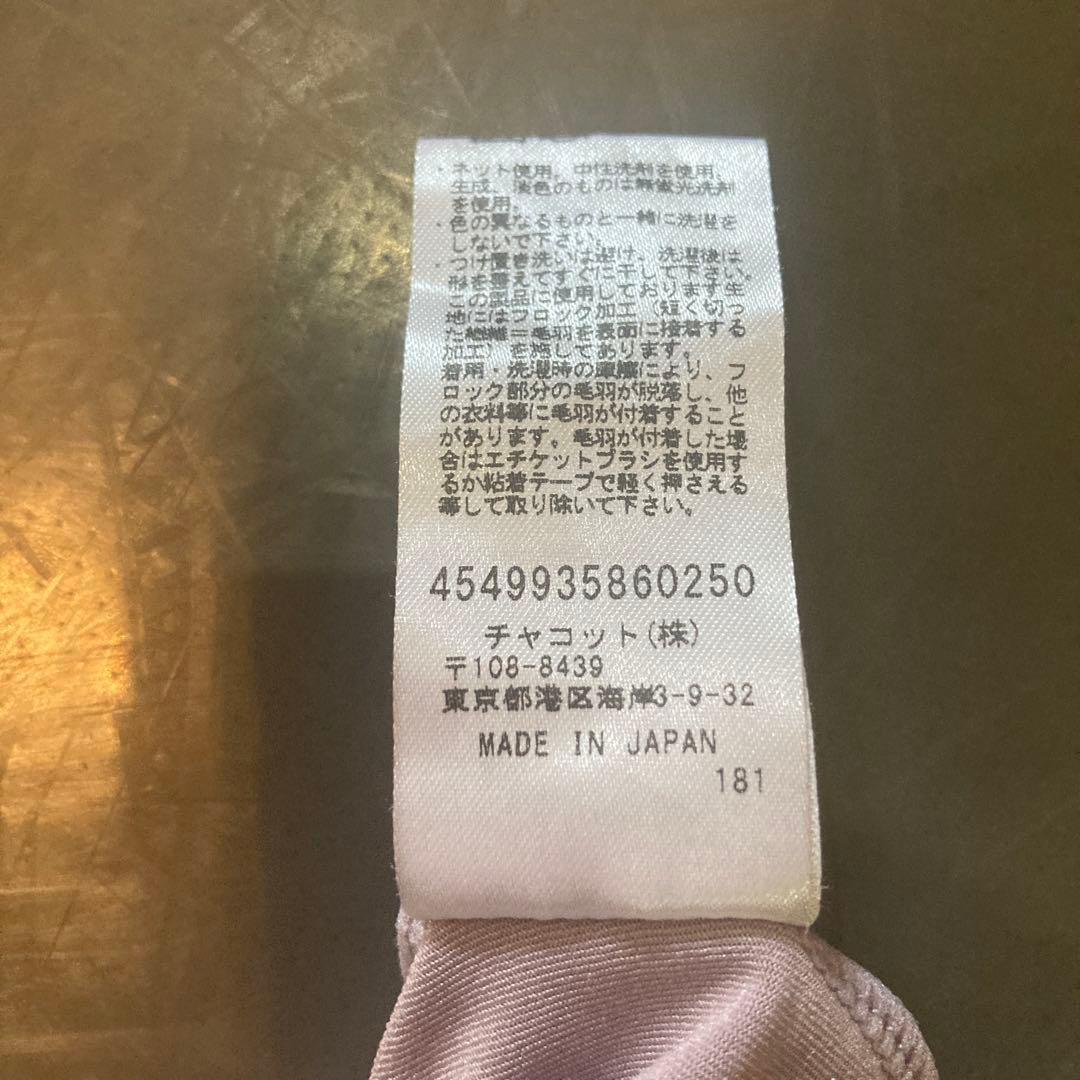 ・ネット使用。中性洗剤を使用。
生成、淡色のものは無蛍光洗剤
を使用。
・色の異なるものと一緒に洗濯を
しないで下さい。
・つけ置き洗いは避け、洗濯後は
形を整えてすぐに干して下さい。
この製品に使用しております生
地にはフロック加工（短く切っ
た繊維＝毛羽を表面に接着する
加工）を施してあります。
着用・洗濯時の摩擦により、フ
ロック部分の毛羽が脱落し、他
の衣料等に毛羽が付着すること
があります。毛羽が付着した場
合はエチケットブラシを使用す
るか粘着テープで軽く押さえる
等して取り除いて下さい。
4549935860250
チャコット(株)
〒108-8439
東京都港区海岸3-9-32
MADE IN JAPAN
181